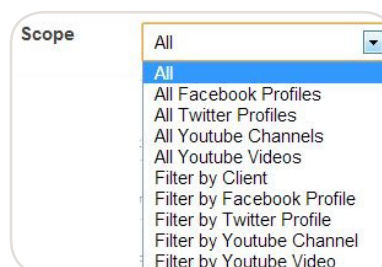 Scope
All
All
All Facebook Profiles
All Twitter Profiles
All Youtube Channels
All Youtube Videos
Filter by Client
Filter by Facebook Profile
Filter by Twitter Profile
Filter by Youtube Channel
Filter by Youtube Video